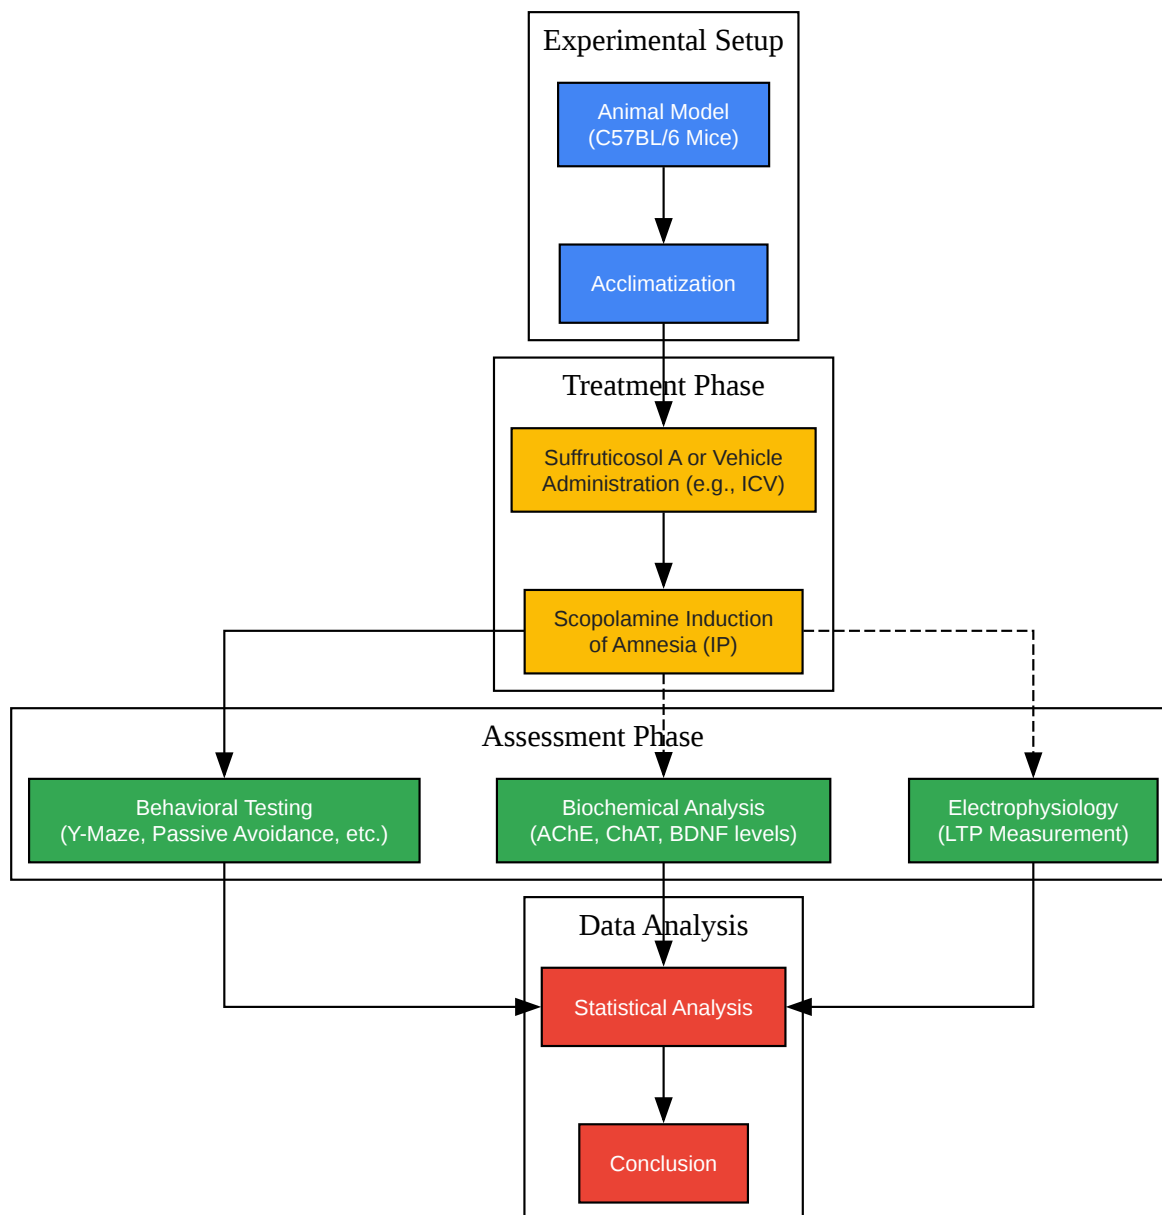 Experimental Setup
Animal Model
(C57BL/6 Mice)
Acclimatization
Treatment Phase
Suffruticosol A or Vehicle
Administration (e.g., ICV)
Scopolamine Induction
of Amnesia (IP)
Assessment Phase
Behavioral Testing
(Y-Maze, Passive Avoidance, etc.)
Biochemical Analysis
(AChE, ChAT, BDNF levels)
Electrophysiology
(LTP Measurement)
Data Analysis
Statistical Analysis
Conclusion